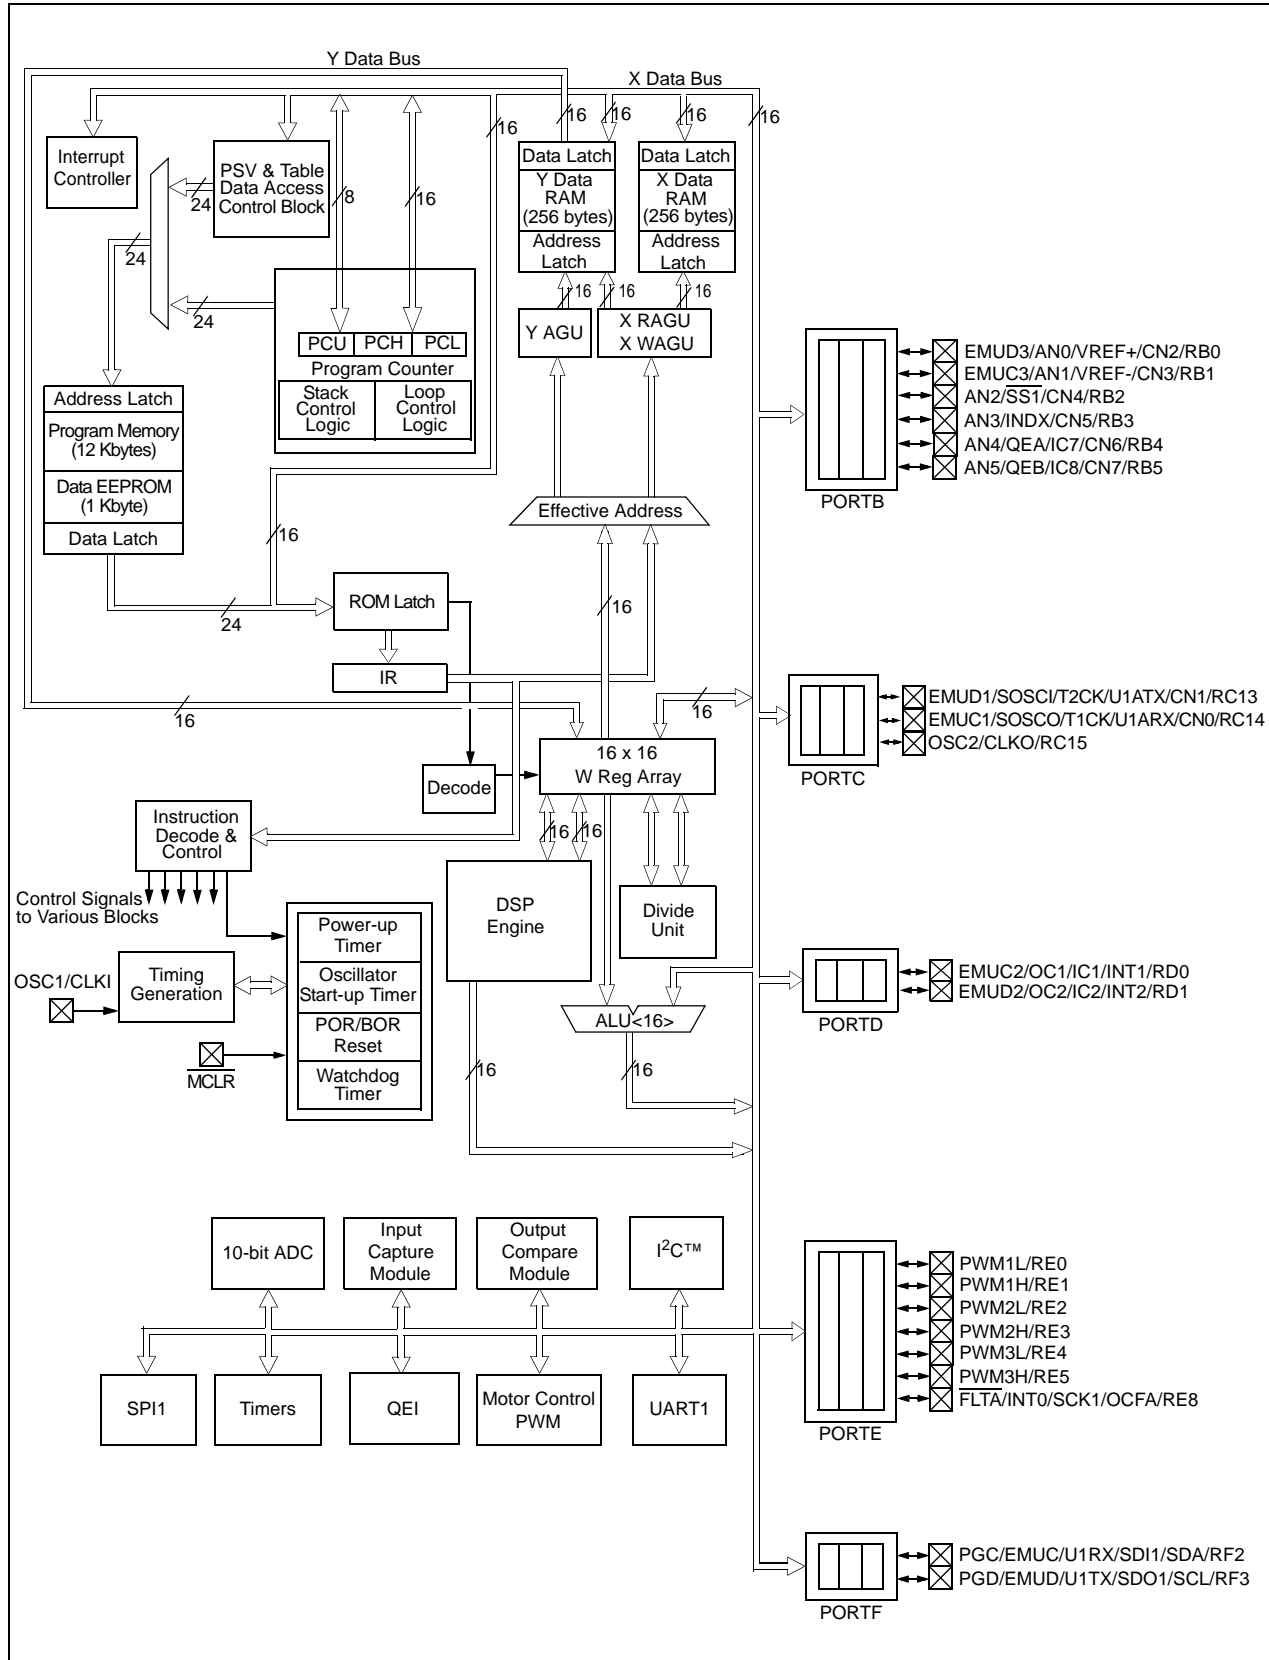 Y Data Bus
X Data Bus
16
16
16
16
16
Interrupt
Controller
PSV & Table
Data Access
Control Block
24
8
16
Data Latch
Y Data
RAM
(256 bytes)
Address
Latch
Data Latch
X Data
RAM
(256 bytes)
Address
Latch
24
24
16
16
16
Y AGU
X RAGU
X WAGU
PCU
PCH
PCL
Program Counter
Stack
Control
Logic
Loop
Control
Logic
Address Latch
Program Memory
(12 Kbytes)
Data EEPROM
(1 Kbyte)
Data Latch
Effective Address
16
24
ROM Latch
16
IR
16
16
16 x 16
W Reg Array
Decode
Instruction
Decode &
Control
16
16
Control Signals
to Various Blocks
DSP
Engine
Divide
Unit
Power-up
Timer
Oscillator
Start-up Timer
POR/BOR
Reset
Watchdog
Timer
OSC1/CLKI
Timing
Generation
MCLR
ALU<16>
16
16
10-bit ADC
Input
Capture
Module
Output
Compare
Module
I²C™
SPI1
Timers
QEI
Motor Control
PWM
UART1
EMUD3/AN0/VREF+/CN2/RB0
EMUC3/AN1/VREF-/CN3/RB1
AN2/SS1/CN4/RB2
AN3/INDX/CN5/RB3
AN4/QEA/IC7/CN6/RB4
AN5/QEB/IC8/CN7/RB5
PORTB
EMUD1/SOSCI/T2CK/U1ATX/CN1/RC13
EMUC1/SOSCO/T1CK/U1ARX/CN0/RC14
OSC2/CLKO/RC15
PORTC
EMUC2/OC1/IC1/INT1/RD0
EMUD2/OC2/IC2/INT2/RD1
PORTD
PWM1L/RE0
PWM1H/RE1
PWM2L/RE2
PWM2H/RE3
PWM3L/RE4
PWM3H/RE5
FLTA/INT0/SCK1/OCFA/RE8
PORTE
PGC/EMUC/U1RX/SDI1/SDA/RF2
PGD/EMUD/U1TX/SDO1/SCL/RF3
PORTF